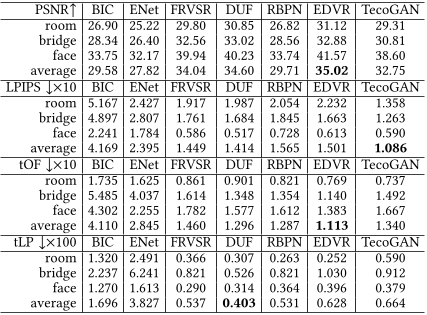 PSNR↑ BIC ENet FRVSR DUF RBPN EDVR TecoGAN
room 26.90 25.22 29.80 30.85 26.82 31.12 29.31
bridge 28.34 26.40 32.56 33.02 28.56 32.88 30.81
face 33.75 32.17 39.94 40.23 33.74 41.57 38.60
average 29.58 27.82 34.04 34.60 29.71 35.02 32.75
LPIPS ↓×10 BIC ENet FRVSR DUF RBPN EDVR TecoGAN
room 5.167 2.427 1.917 1.987 2.054 2.232 1.358
bridge 4.897 2.807 1.761 1.684 1.845 1.663 1.263
face 2.241 1.784 0.586 0.517 0.728 0.613 0.590
average 4.169 2.395 1.449 1.414 1.565 1.501 1.086
tOF ↓×10 BIC ENet FRVSR DUF RBPN EDVR TecoGAN
room 1.735 1.625 0.861 0.901 0.821 0.769 0.737
bridge 5.485 4.037 1.614 1.348 1.354 1.140 1.492
face 4.302 2.255 1.782 1.577 1.612 1.383 1.667
average 4.110 2.845 1.460 1.296 1.287 1.113 1.340
tLP ↓×100 BIC ENet FRVSR DUF RBPN EDVR TecoGAN
room 1.320 2.491 0.366 0.307 0.263 0.252 0.590
bridge 2.237 6.241 0.821 0.526 0.821 1.030 0.912
face 1.270 1.613 0.290 0.314 0.364 0.396 0.379
average 1.696 3.827 0.537 0.403 0.531 0.628 0.664